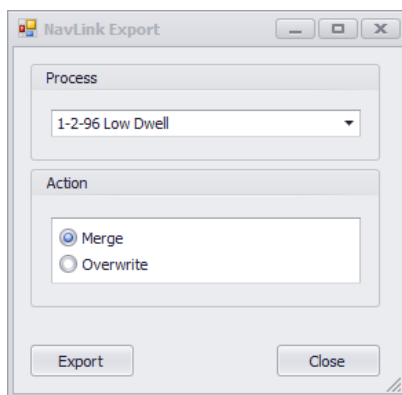 NavLink Export
Process
1-2-96 Low Dwell
Action
Merge
Overwrite
Export Close